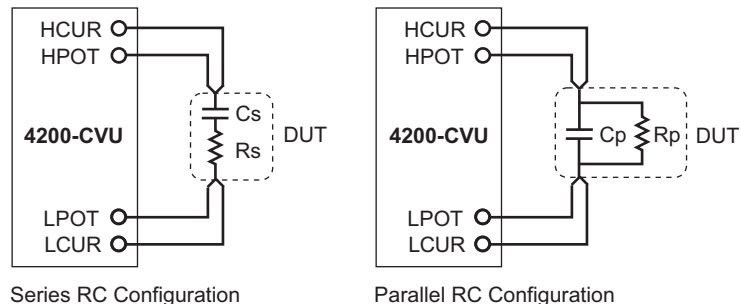 HCUR
HPOT
4200-CVU
Cs
Rs
DUT
LPOT
LCUR
Series RC Configuration
HCUR
HPOT
4200-CVU
Cp
Rp
DUT
LPOT
LCUR
Parallel RC Configuration